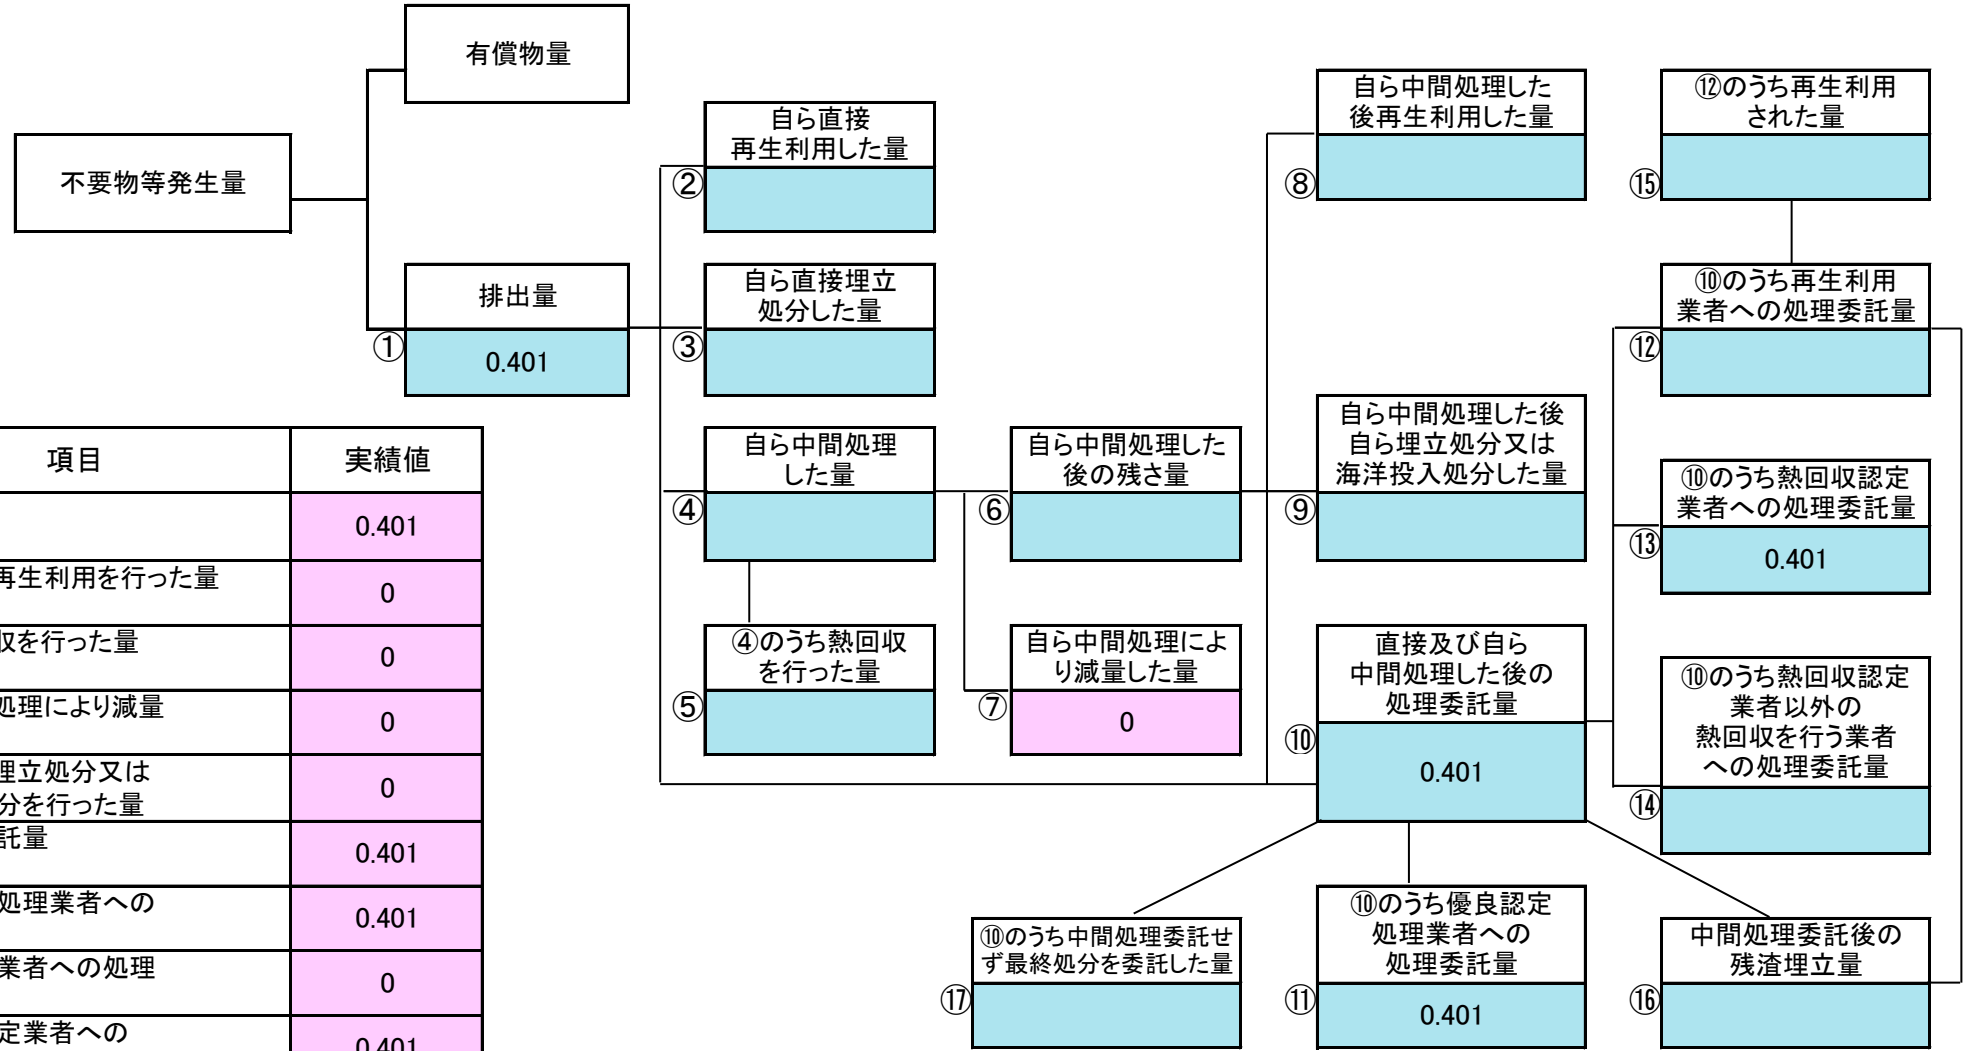 有償物量
不要物等発生量
排出量
①
0.401
自ら直接
再生利用した量
②
自ら直接埋立
処分した量
③
自ら中間処理
した量
④
④のうち熱回収
を行った量
⑤
自ら中間処理した
後の残さ量
⑥
自ら中間処理によ
り減量した量
⑦
0
自ら中間処理した
後再生利用した量
⑧
自ら中間処理した後
自ら埋立処分又は
海洋投入処分した量
⑨
直接及び自ら
中間処理した後の
処理委託量
⑩
0.401
⑩のうち優良認定
処理業者への
処理委託量
⑪
0.401
⑩のうち中間処理委託せ
ず最終処分を委託した量
⑰
⑫のうち再生利用
された量
⑮
⑩のうち再生利用
業者への処理委託量
⑫
⑩のうち熱回収認定
業者への処理委託量
⑬
0.401
⑩のうち熱回収認定
業者以外の
熱回収を行う業者
への処理委託量
⑭
中間処理委託後の
残渣埋立量
⑯
項目 実績値
0.401
再生利用を行った量 0
を行った量 0
処理により減量 0
立処分又は
分を行った量 0
託量 0.401
処理業者への 0.401
業者への処理 0
定業者への 0.401